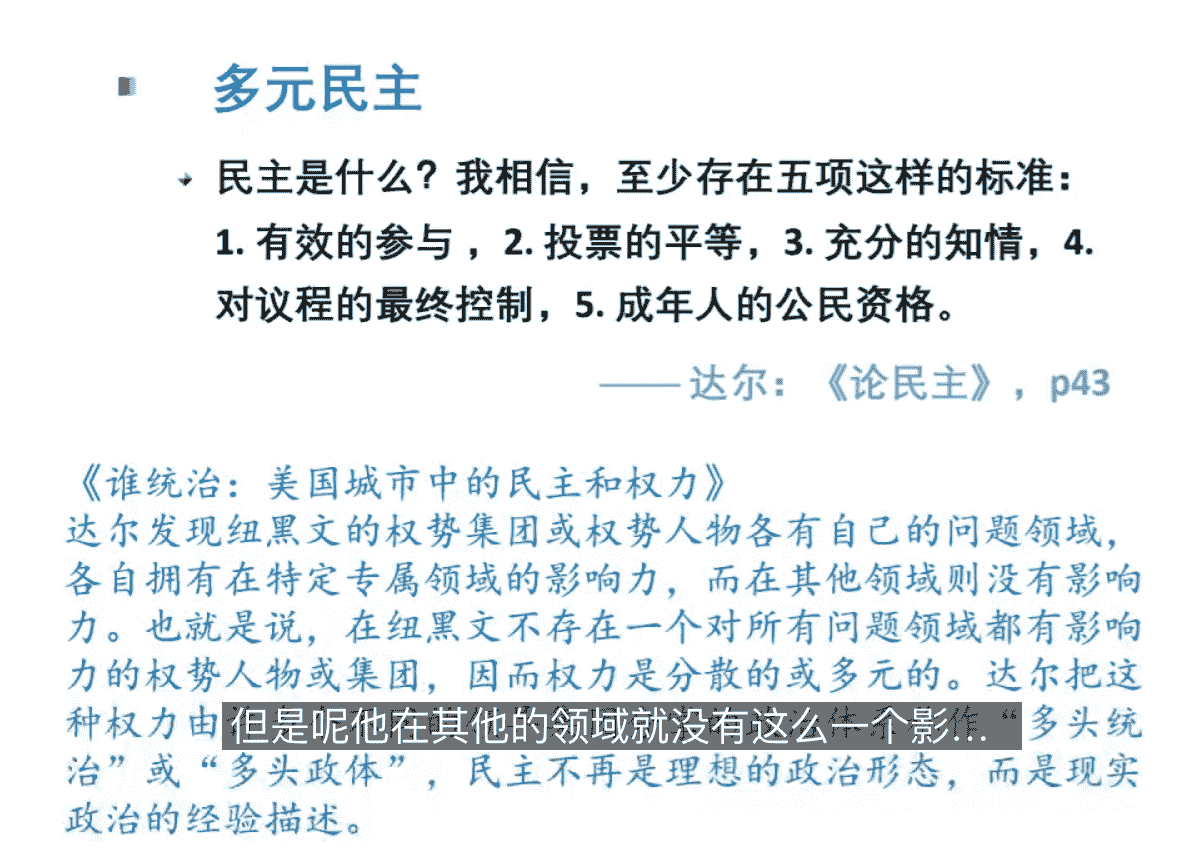 多元民主
民主是什么？我相信，至少存在五项这样的标准：
1. 有效的参与 ，2. 投票的平等，3. 充分的知情，4.
对议程的最终控制，5. 成年人的公民资格。
—— 达尔：《论民主》，p43
《谁统治：美国城市中的民主和权力》
达尔发现纽黑文的权势集团或权势人物各有自己的问题领域，
各自拥有在特定专属领域的影响力，而在其他领域则没有影响
力。也就是说，在纽黑文不存在一个对所有问题领域都有影响
力的权势人物或集团，因而权力是分散的或多元的。达尔把这
种权力由
但是呢他在其他的领域就没有这么一个影...
“多头统
治”或“多头政体”，民主不再是理想的政治形态，而是现实
政治的经验描述。